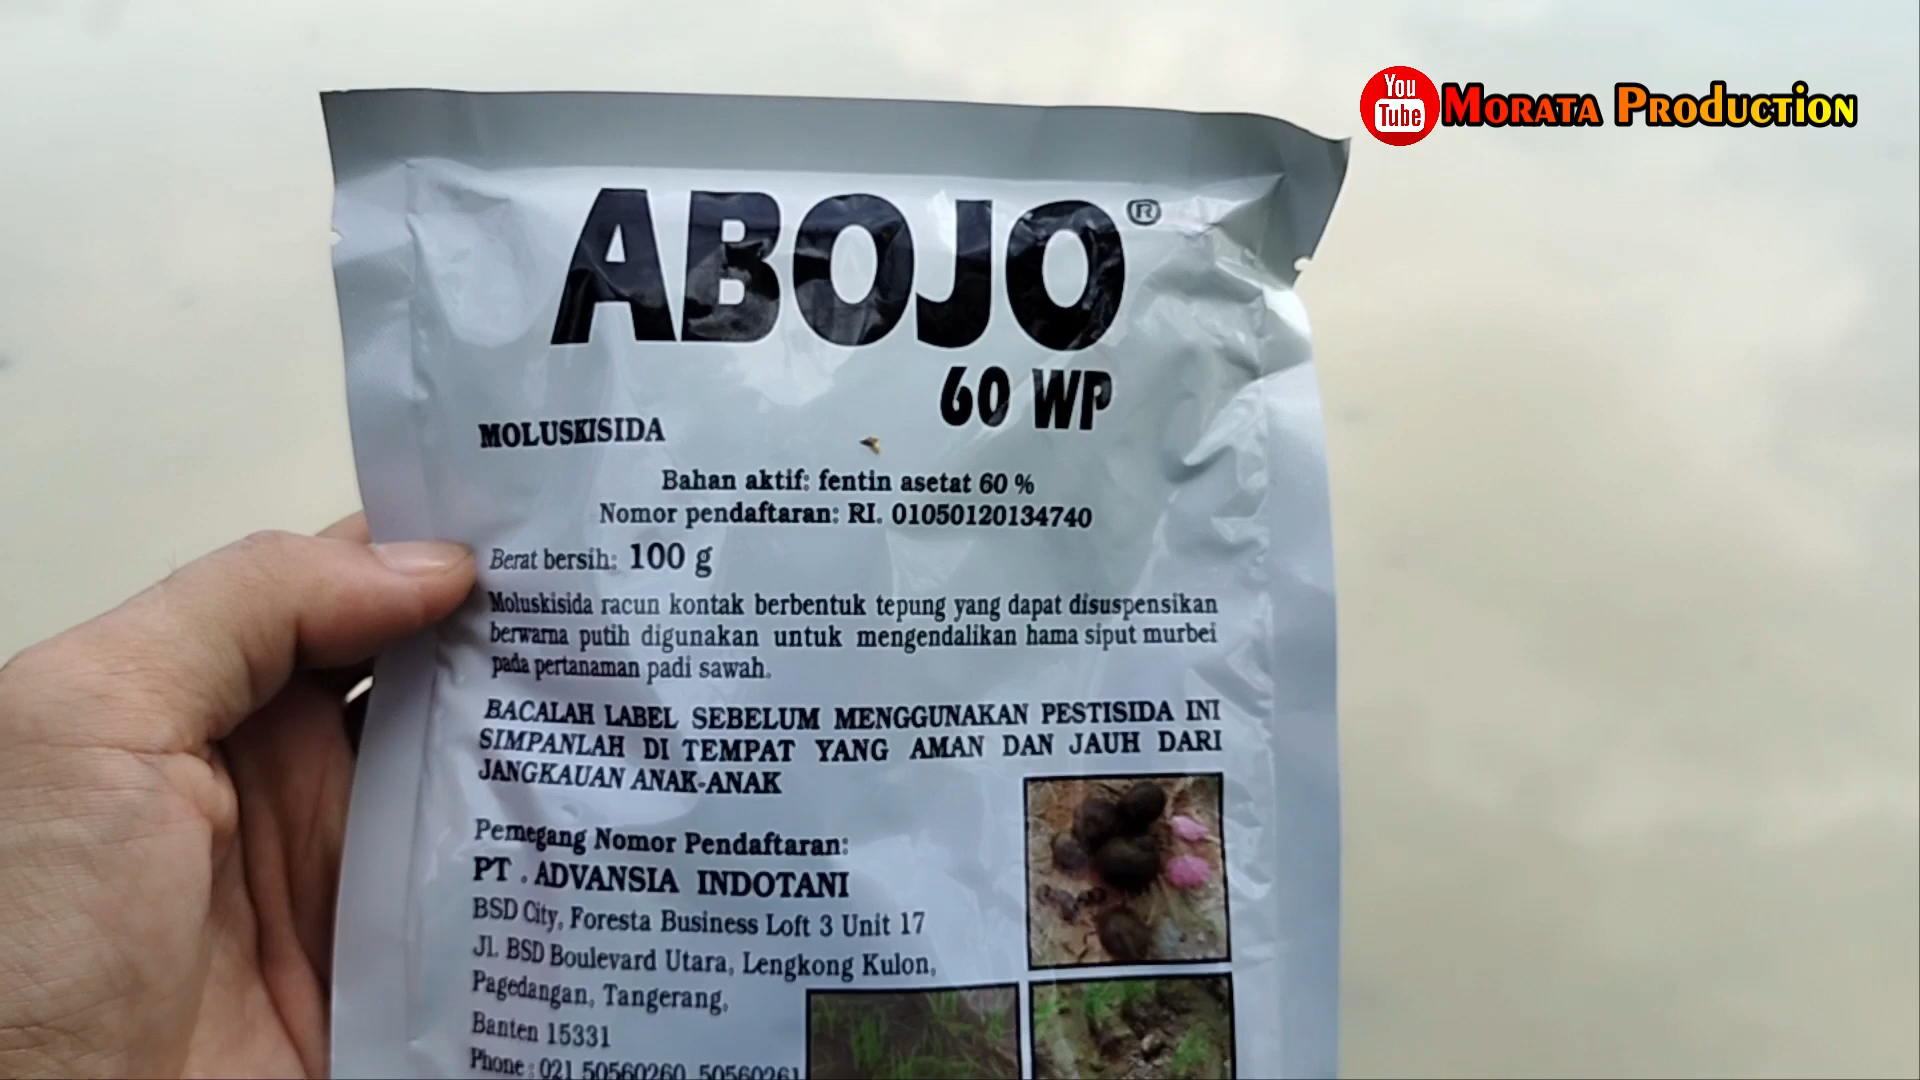 You
Tube
MORATA PRODUCTiON
ABOJO®
60 WP
MOLUSKISIDA
Bahan aktif: fentin asetat 60 %
Nomor pendaftaran: RI. 01050120134740
Berat bersih: 100 g
Moluskisida racun kontak berbentuk tepung yang dapat disuspensikan
berwarna putih digunakan untuk mengendalikan hama siput murbei
pada pertanaman padi sawah.
BACALAH LABEL SEBELUM MENGGUNAKAN PESTISIDA INI
SIMPANLAH DI TEMPAT YANG AMAN DAN JAUH DARI
JANGKAUAN ANAK-ANAK
Pemegang Nomor Pendaftaran:
PT . ADVANSIA INDOTANI
BSD City, Foresta Business Loft 3 Unit 17
Jl. BSD Boulevard Utara, Lengkong Kulon,
Pagedangan, Tangerang,
Banten 15331
Phone : 021 50560260, 50560261